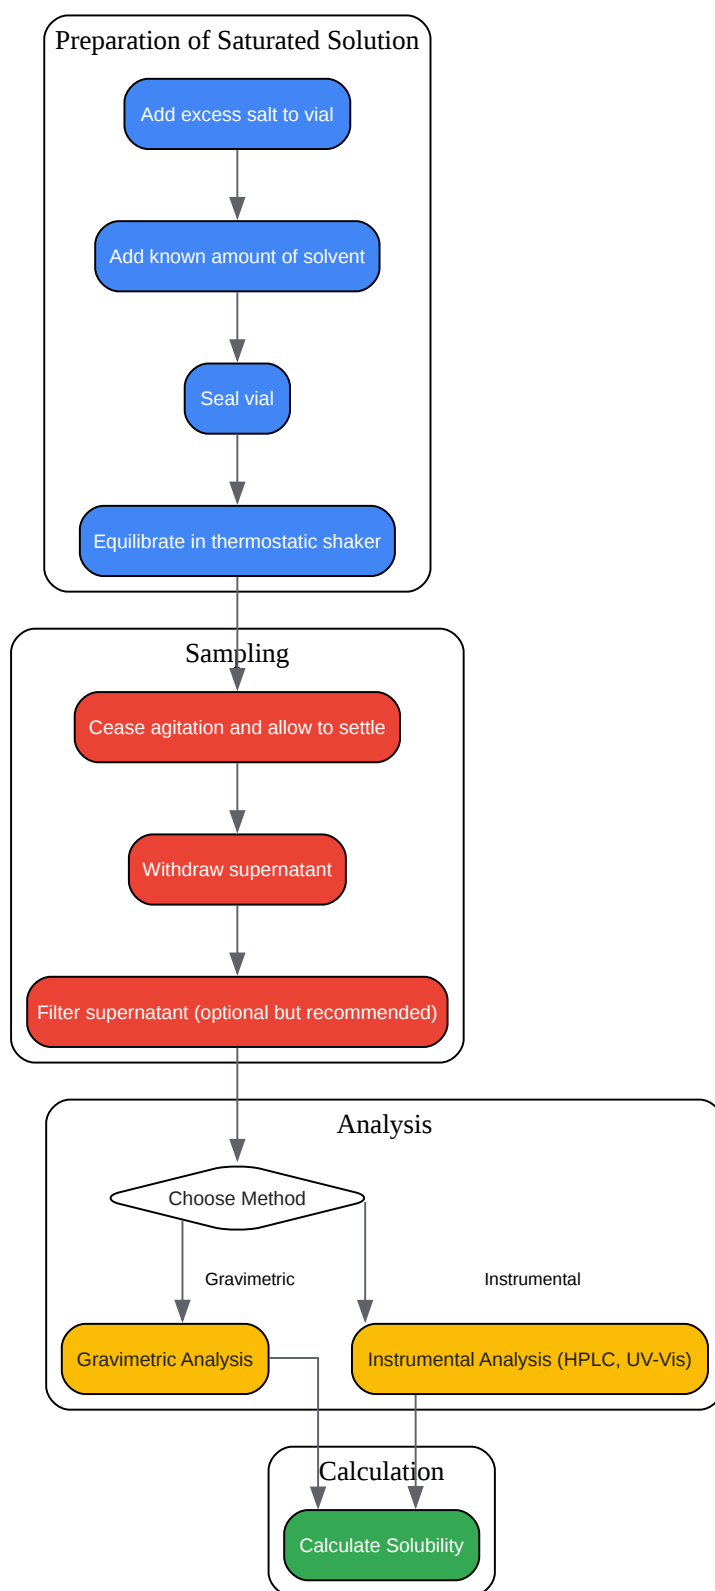 Preparation of Saturated Solution
Add excess salt to vial
Add known amount of solvent
Seal vial
Equilibrate in thermostatic shaker
Sampling
Cease agitation and allow to settle
Withdraw supernatant
Filter supernatant (optional but recommended)
Analysis
Choose Method
Gravimetric
Instrumental
Gravimetric Analysis
Instrumental Analysis (HPLC, UV-Vis)
Calculation
Calculate Solubility